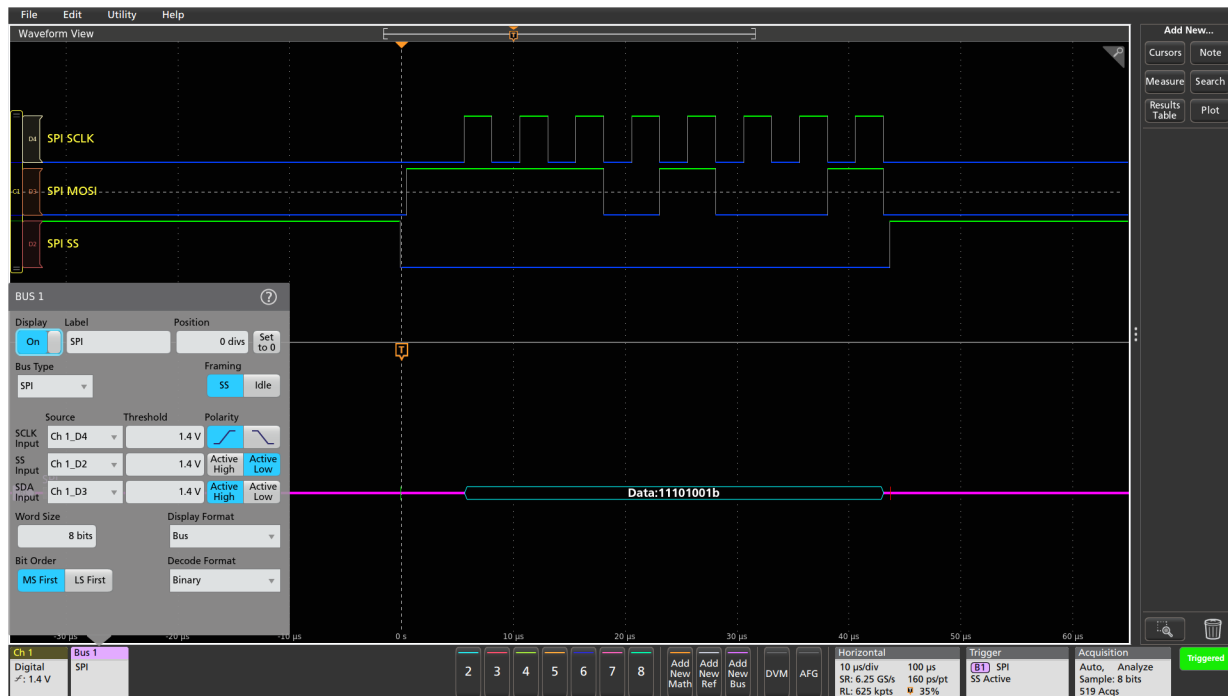 File Edit Utility Help
Waveform View
Add New...
Cursors Note
Measure Search
Results Table Plot
D4 SPI SCLK
C1 D3 SPI MOSI
D2 SPI SS
T
T
BUS 1 ?
Display Label Position
On SPI 0 divs Set to 0
Bus Type Framing
SPI SS Idle
Source Threshold Polarity
SCLK Input Ch 1_D4 1.4 V
SS Input Ch 1_D2 1.4 V Active High Active Low
SDA Input Ch 1_D3 1.4 V Active High Active Low
Word Size Display Format
8 bits Bus
Bit Order Decode Format
MS First LS First Binary
Data:11101001b
-30 µs -20 µs -10 µs 0 s 10 µs 20 µs 30 µs 40 µs 50 µs 60 µs
Ch 1
Digital
: 1.4 V
Bus 1
SPI
2 3 4 5 6 7 8
Add New Math
Add New Ref
Add New Bus
DVM AFG
Horizontal
10 µs/div 100 µs
SR: 6.25 GS/s 160 ps/pt
RL: 625 kpts 35%
Trigger
B1 SPI
SS Active
Acquisition
Auto, Analyze
Sample: 8 bits
519 Acqs
Triggered